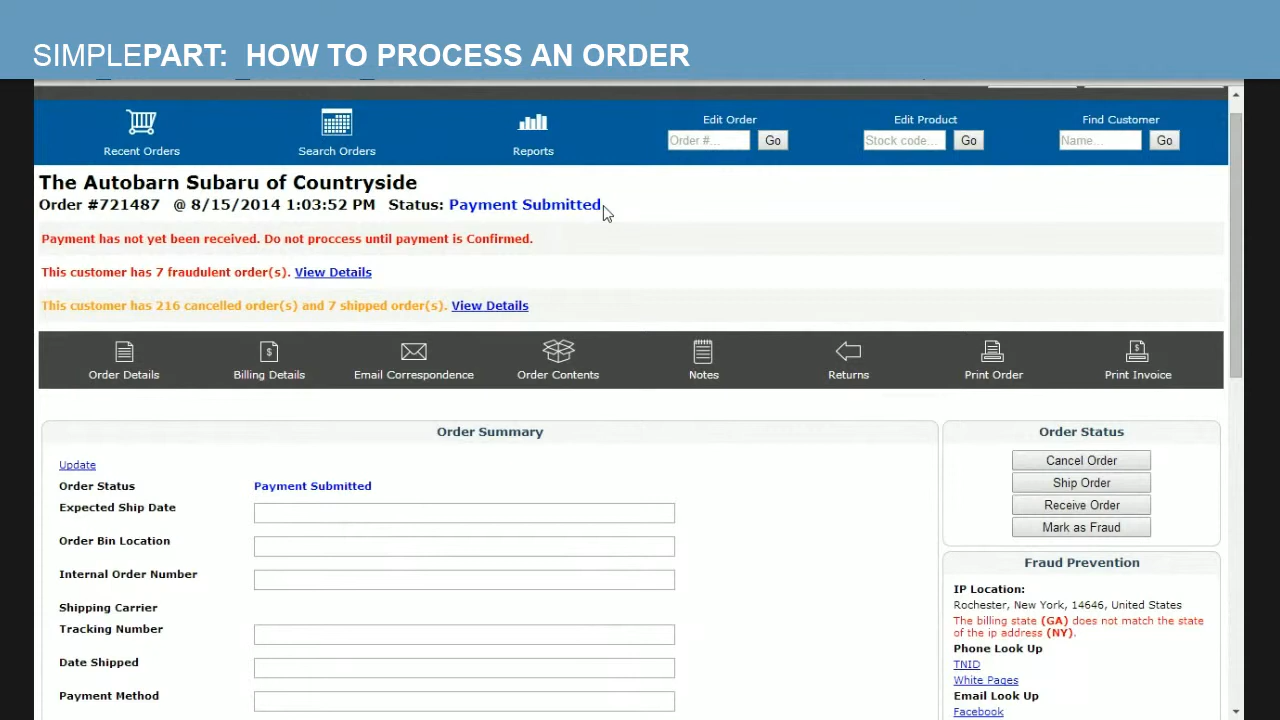 SIMPLEPART: HOW TO PROCESS AN ORDER
Recent Orders
Search Orders
Reports
Edit Order
Order #...
Go
Edit Product
Stock code...
Go
Find Customer
Name...
Go
The Autobarn Subaru of Countryside
Order #721487 @ 8/15/2014 1:03:52 PM Status: Payment Submitted
Payment has not yet been received. Do not proccess until payment is Confirmed.
This customer has 7 fraudulent order(s). View Details
This customer has 216 cancelled order(s) and 7 shipped order(s). View Details
Order Details
Billing Details
Email Correspondence
Order Contents
Notes
Returns
Print Order
Print Invoice
Order Summary
Update
Order Status Payment Submitted
Expected Ship Date
Order Bin Location
Internal Order Number
Shipping Carrier
Tracking Number
Date Shipped
Payment Method
Order Status
Cancel Order
Ship Order
Receive Order
Mark as Fraud
Fraud Prevention
IP Location:
Rochester, New York, 14646, United States
The billing state (GA) does not match the state
of the ip address (NY).
Phone Look Up
TNID
White Pages
Email Look Up
Facebook